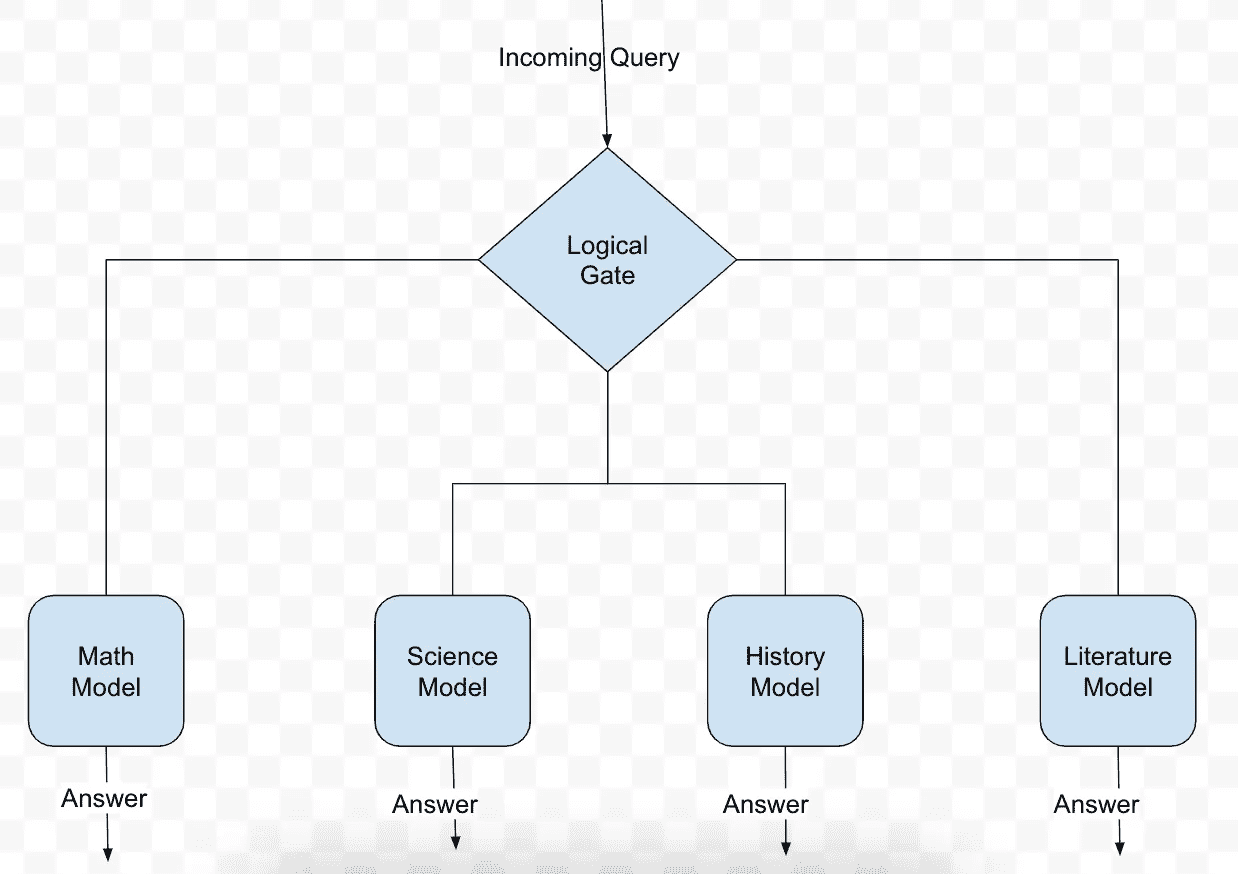 Incoming Query
Logical
Gate
Math
Model
Science
Model
History
Model
Literature
Model
Answer
Answer
Answer
Answer